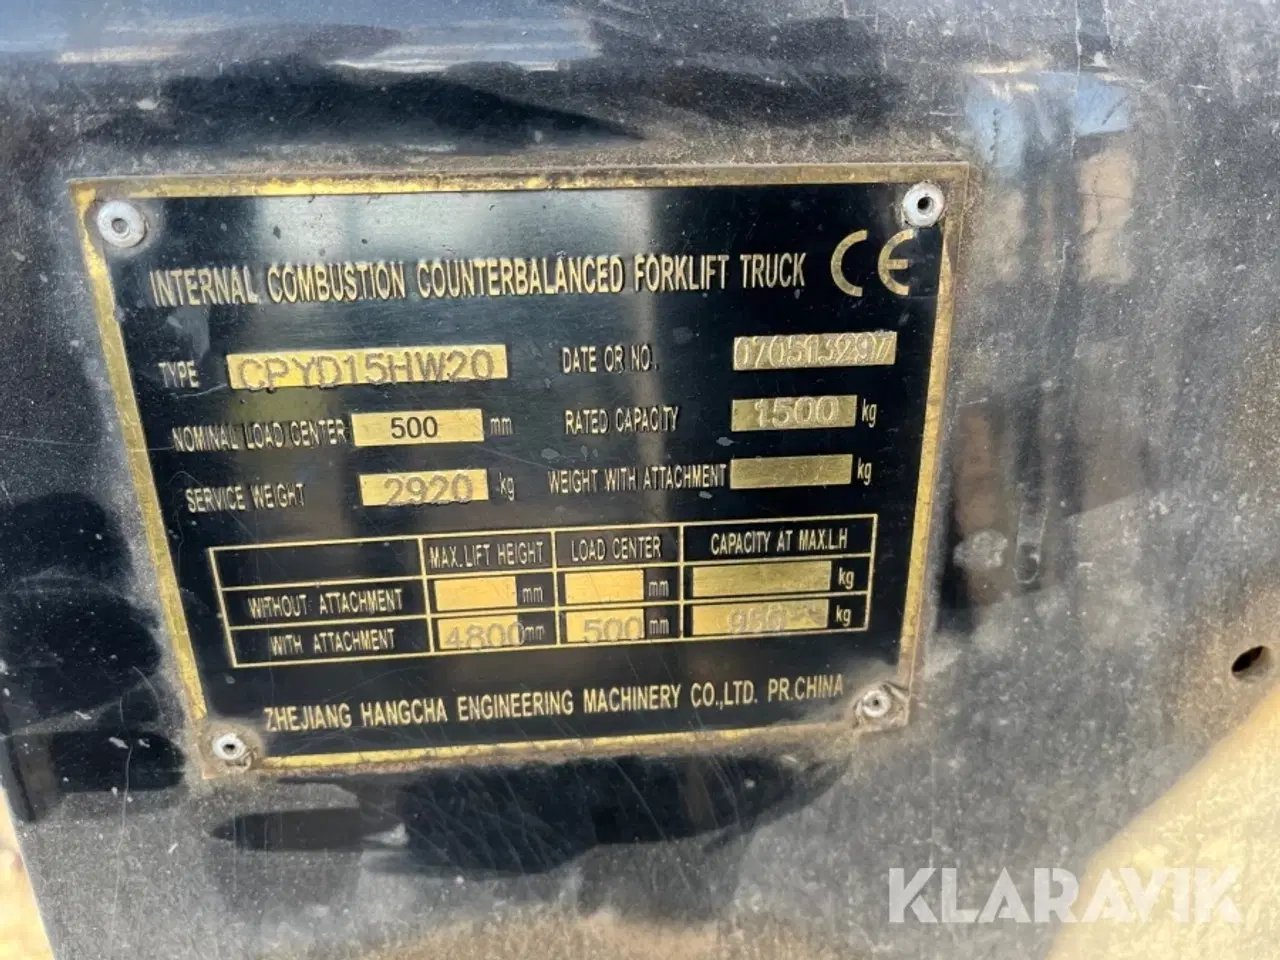 INTERNAL COMBUSTION COUNTERBALANCED FORKLIFT TRUCK CE
TYPE CPYD15HW20 DATE OR NO. 070513297
NOMINAL LOAD CENTER 500 mm RATED CAPACITY 1500 kg
SERVICE WEIGHT 2920 kg WEIGHT WITH ATTACHMENT kg
MAX. LIFT HEIGHT LOAD CENTER CAPACITY AT MAX.L.H
WITHOUT ATTACHMENT mm mm kg
WITH ATTACHMENT 4800 mm 500 mm kg
ZHEJIANG HANGCHA ENGINEERING MACHINERY CO.,LTD. PR.CHINA
KLARAVIK